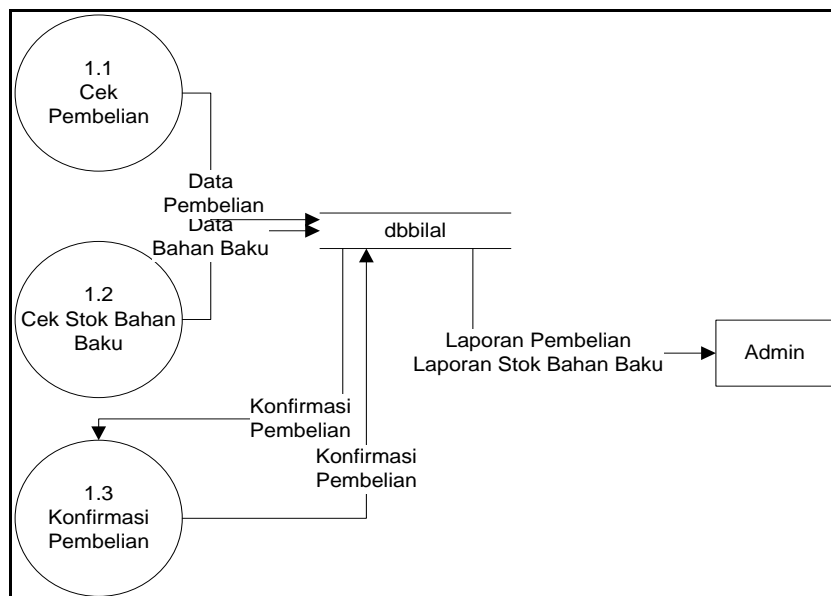 1.1
Cek
Pembelian
Data
Pembelian
Data
Bahan Baku
dbbilal
1.2
Cek Stok Bahan
Baku
Laporan Pembelian
Laporan Stok Bahan Baku
Admin
Konfirmasi
Pembelian
Konfirmasi
Pembelian
1.3
Konfirmasi
Pembelian